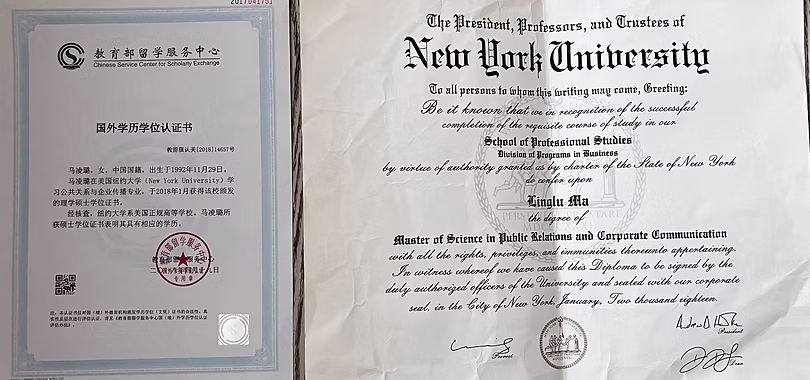 2017041751
教育部留学服务中心
Chinese Service Center for Scholarly Exchange
国外学历学位认证书
教留服认美[2018]14657号
马凌璐，女，中国国籍，出生于1992年11月29日。
马凌璐在美国纽约大学（New York University）学
习公共关系与企业传播专业，于2018年1月获得该校颁发
的理学硕士学位证书。
经核查，纽约大学系美国正规高等学校，马凌璐所
获硕士学位证书表明其具有相应的学历。
The President, Professors, and Trustees of
New York University
To all persons to whom this writing may come, Greeting:
Be it known that we in recognition of the successful
completion of the requisite course of study in our
School of Professional Studies
Division of Programs in Business
by virtue of authority granted us by charter of the State of New York
do confer upon
Linglu Ma
the degree of
Master of Science in Public Relations and Corporate Communication
with all the rights, privileges, and immunities thereunto appertaining.
In witness whereof we have caused this Diploma to be signed by the
duly authorized officers of the University and sealed with our corporate
seal, in the City of New York, January, Two thousand eighteen.
President
Provost
Dean